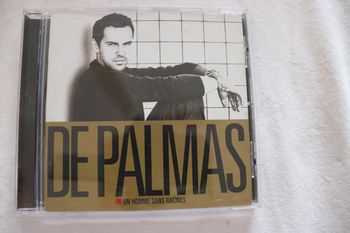 DE PALMAS
UN HOMME SANS RACINES